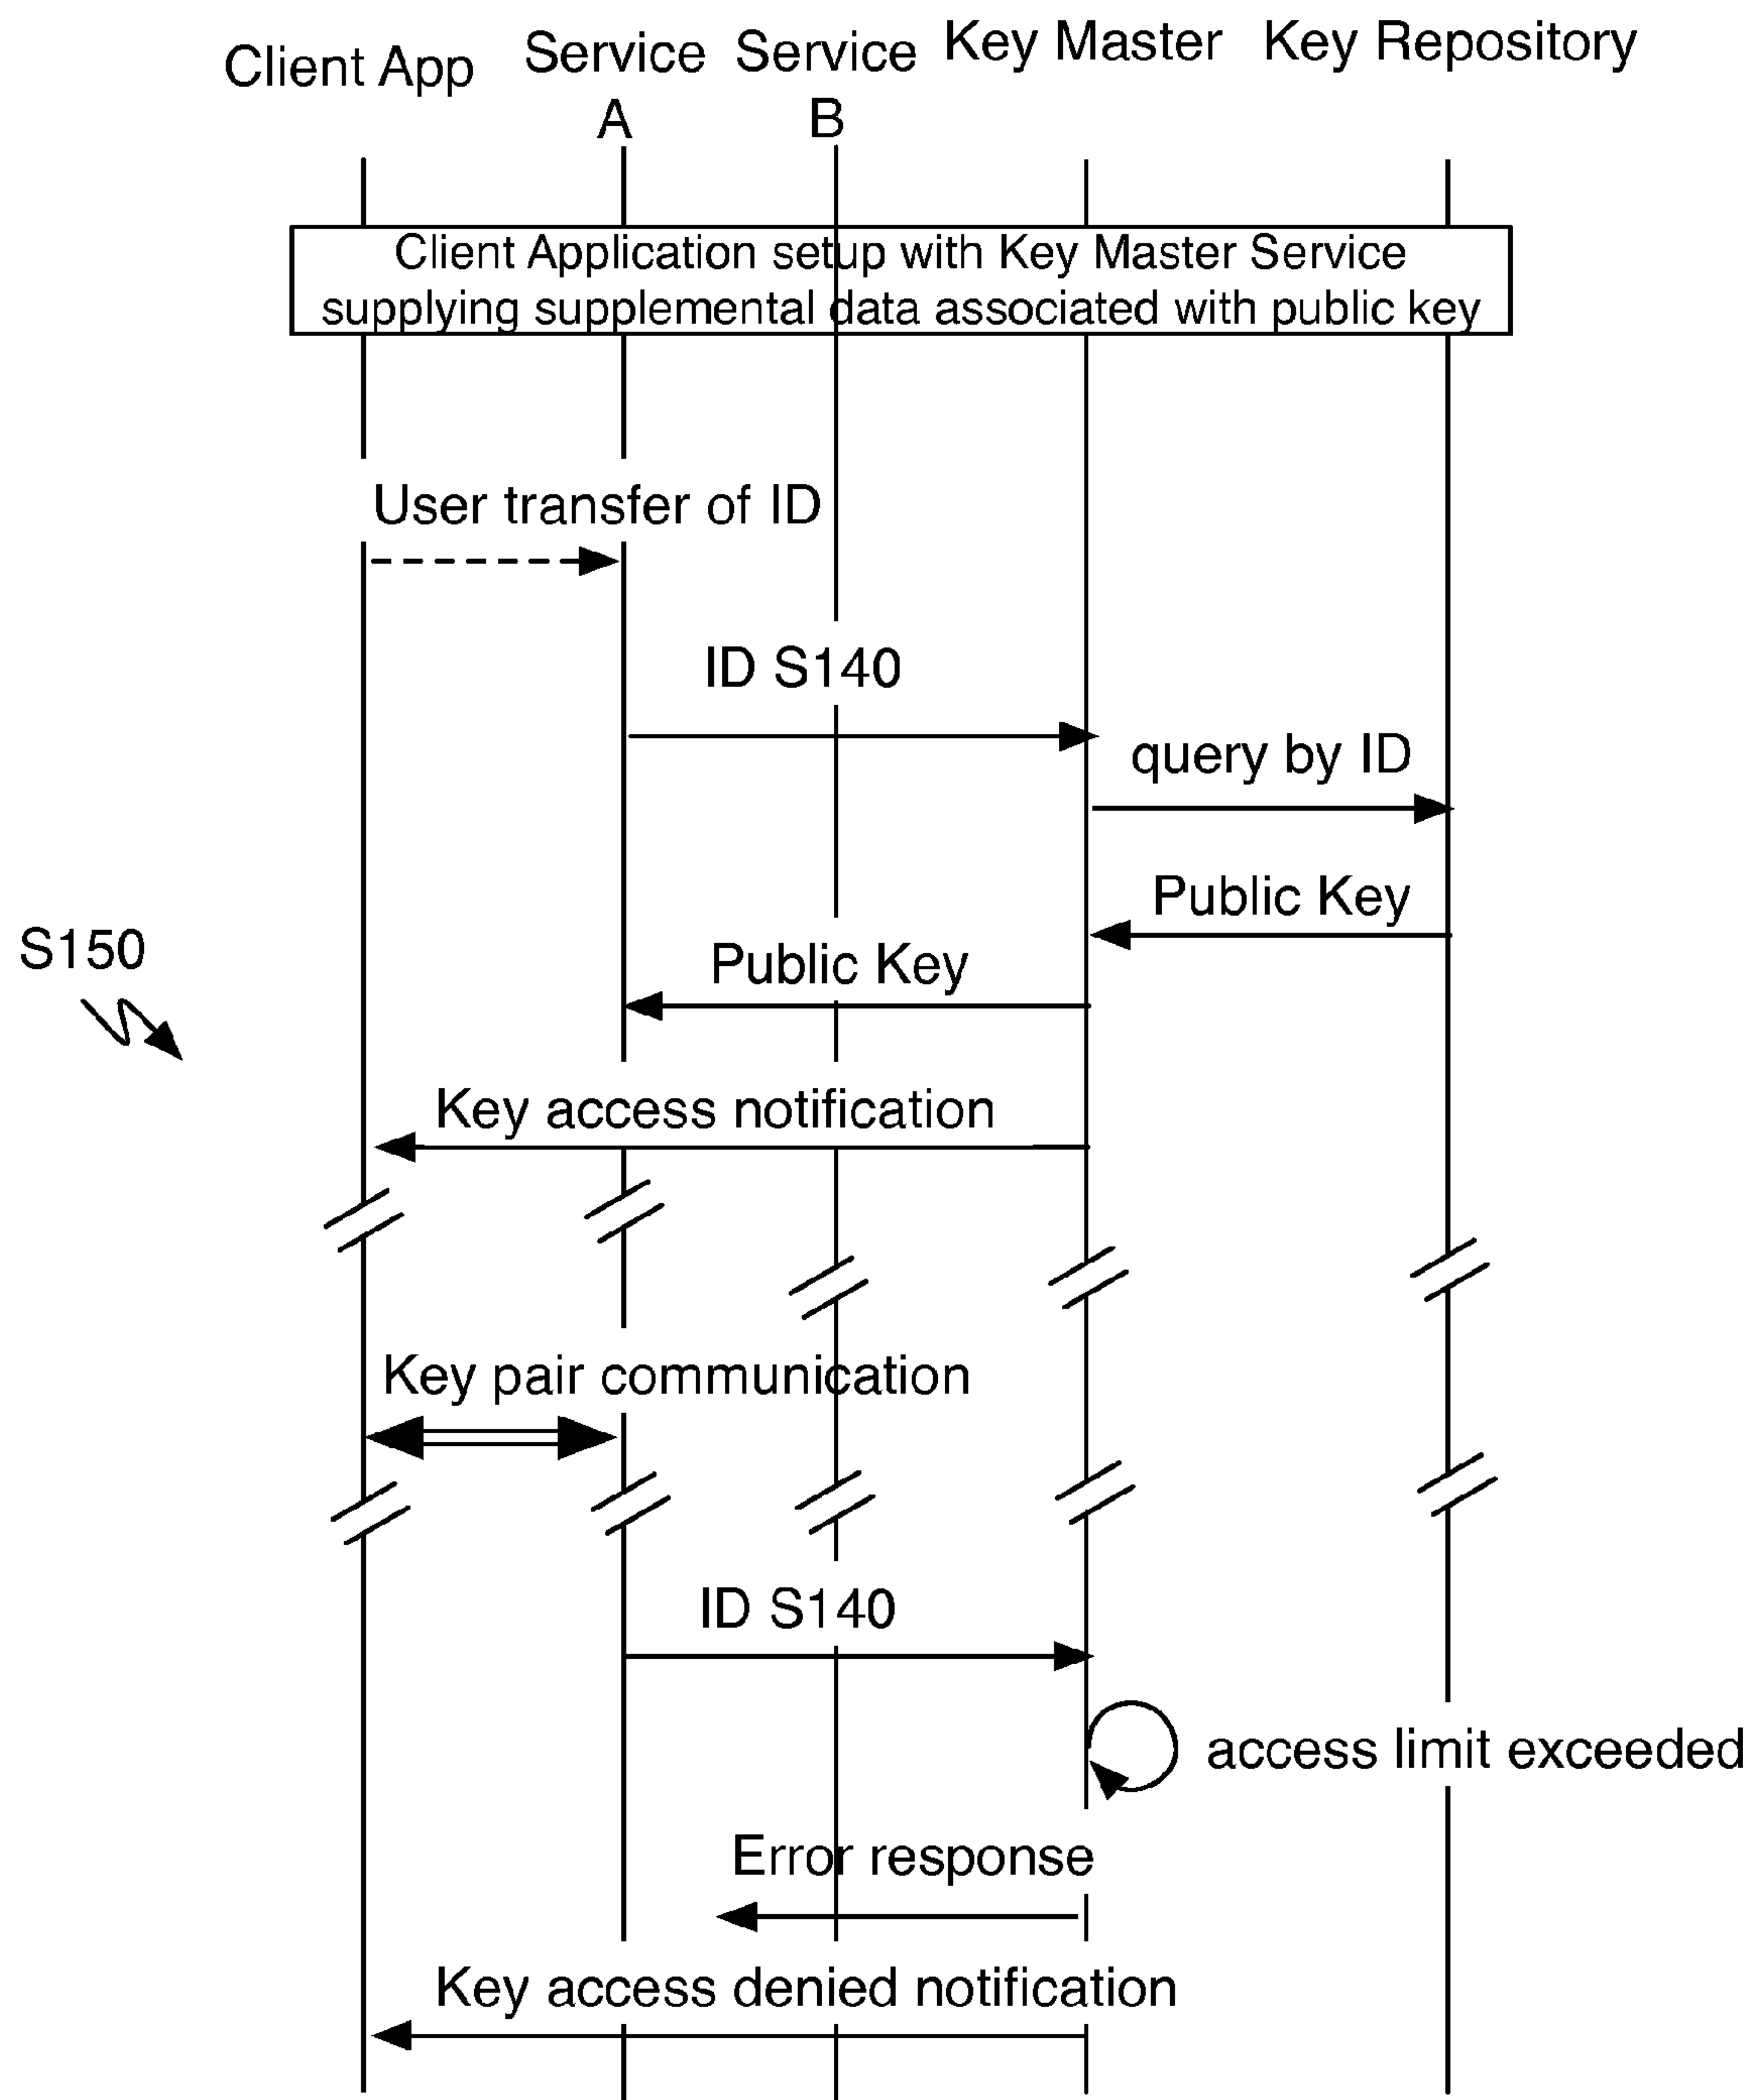 Client App
Service
A
Service
B
Key Master
Key Repository
Client Application setup with Key Master Service
supplying supplemental data associated with public key
User transfer of ID
ID S140
query by ID
Public Key
S150
Public Key
Key access notification
Key pair communication
ID S140
access limit exceeded
Error response
Key access denied notification